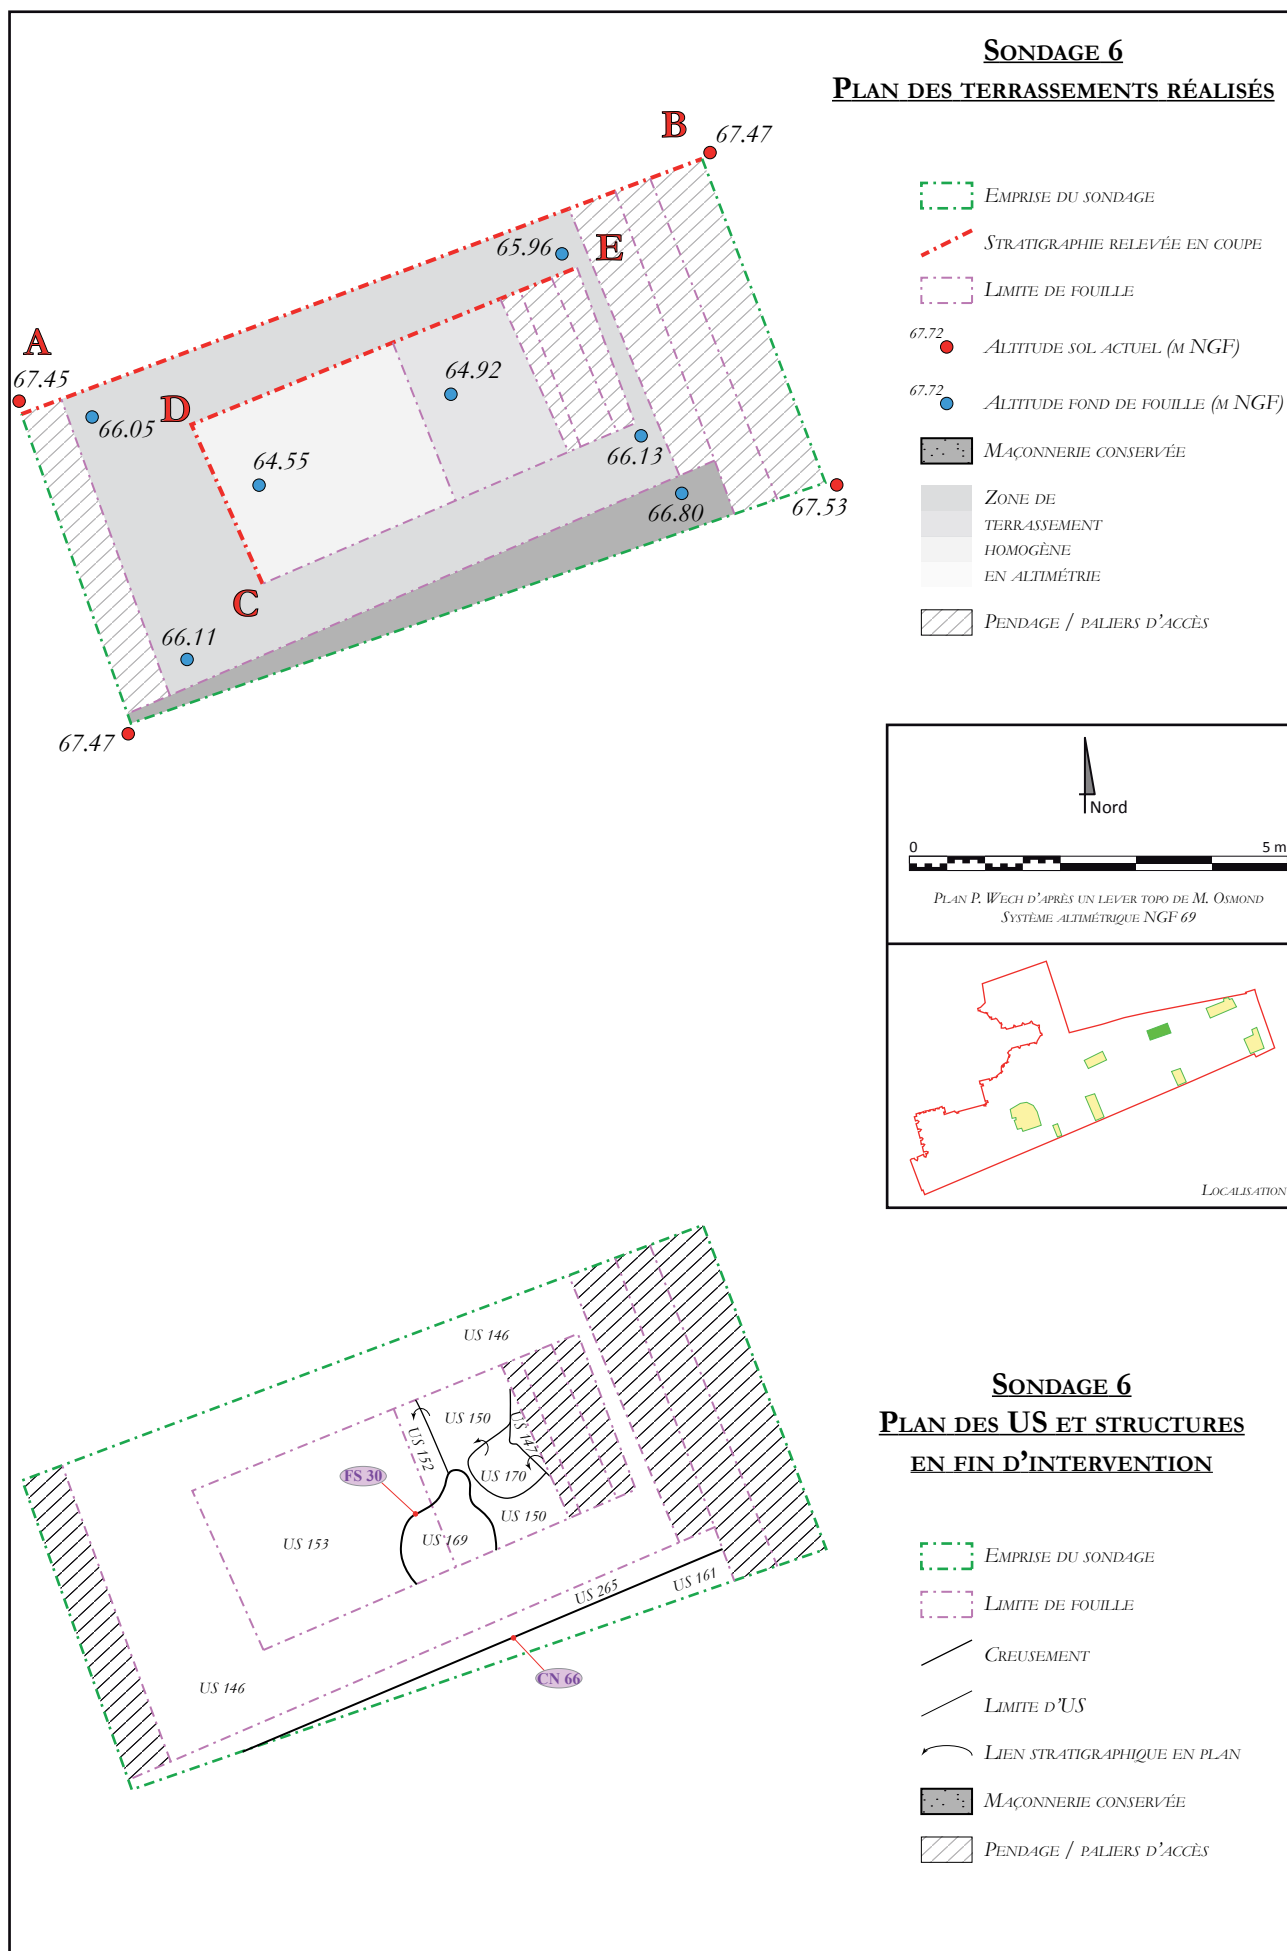 Sondage 6
Plan des terrassements réalisés
B
67.47
65.96
E
A
67.45
D
66.05
64.92
64.55
66.13
66.80
67.53
C
66.11
67.47
Emprise du sondage
Stratigraphie relevée en coupe
Limite de fouille
67.72
Altitude sol actuel (m NGF)
67.72
Altitude fond de fouille (m NGF)
Maçonnerie conservée
Zone de
terrassement
homogène
en altimétrie
Pendage / paliers d'accès
Nord
0 5 m
Plan P. Wech d'après un lever topo de M. Osmond
Système altimétrique NGF 69
Localisation
US 146
US 150
US 147
US 152
FS 30
US 170
US 150
US 153
US 169
US 265
US 161
CN 66
US 146
Sondage 6
Plan des US et structures
en fin d'intervention
Emprise du sondage
Limite de fouille
Creusement
Limite d'US
Lien stratigraphique en plan
Maçonnerie conservée
Pendage / paliers d'accès